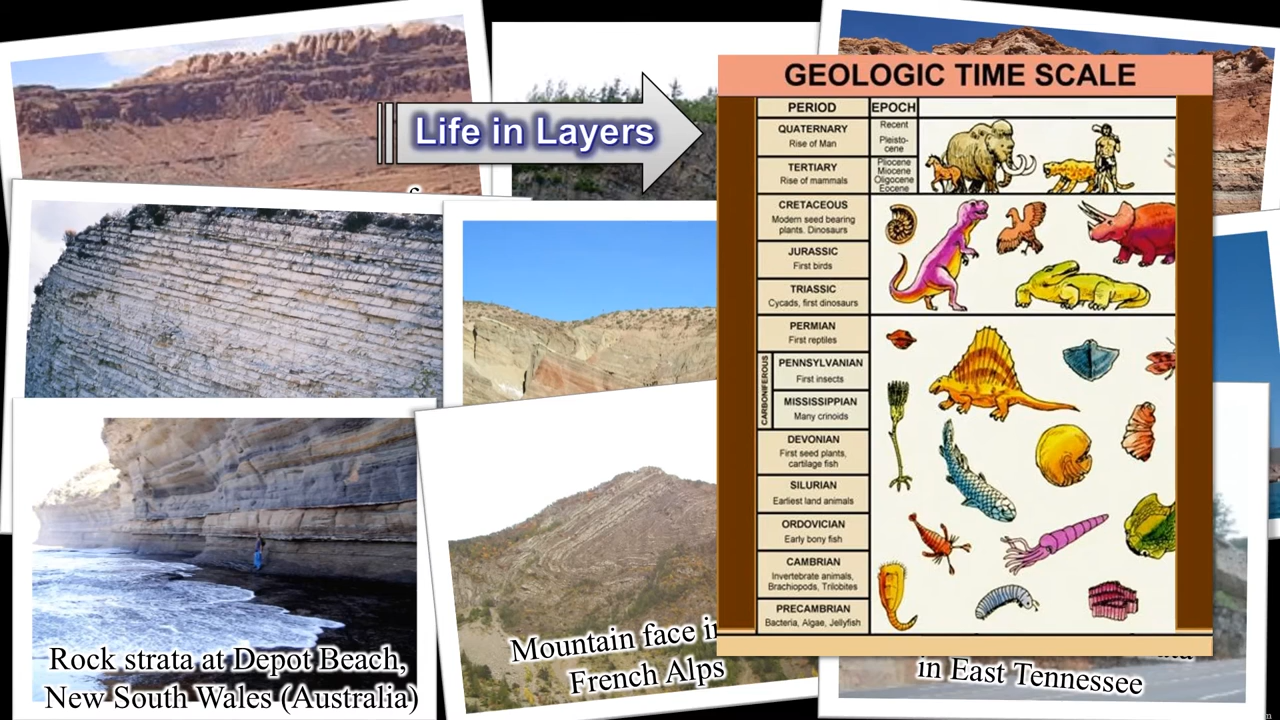 GEOLOGIC TIME SCALE
Life in Layers
PERIOD
EPOCH
QUATERNARY
Rise of Man
Recent
Pleisto-
cene
TERTIARY
Rise of mammals
Pliocene
Miocene
Oligocene
Eocene
CRETACEOUS
Modern seed bearing
plants. Dinosaurs
JURASSIC
First birds
TRIASSIC
Cycads, first dinosaurs
PERMIAN
First reptiles
CARBONIFEROUS
PENNSYLVANIAN
First insects
MISSISSIPPIAN
Many crinoids
DEVONIAN
First seed plants,
cartilage fish
SILURIAN
Earliest land animals
ORDOVICIAN
Early bony fish
CAMBRIAN
Invertebrate animals,
Brachiopods, Trilobites
PRECAMBRIAN
Bacteria, Algae, Jellyfish
Rock strata at Depot Beach,
New South Wales (Australia)
Mountain face in
French Alps
in East Tennessee